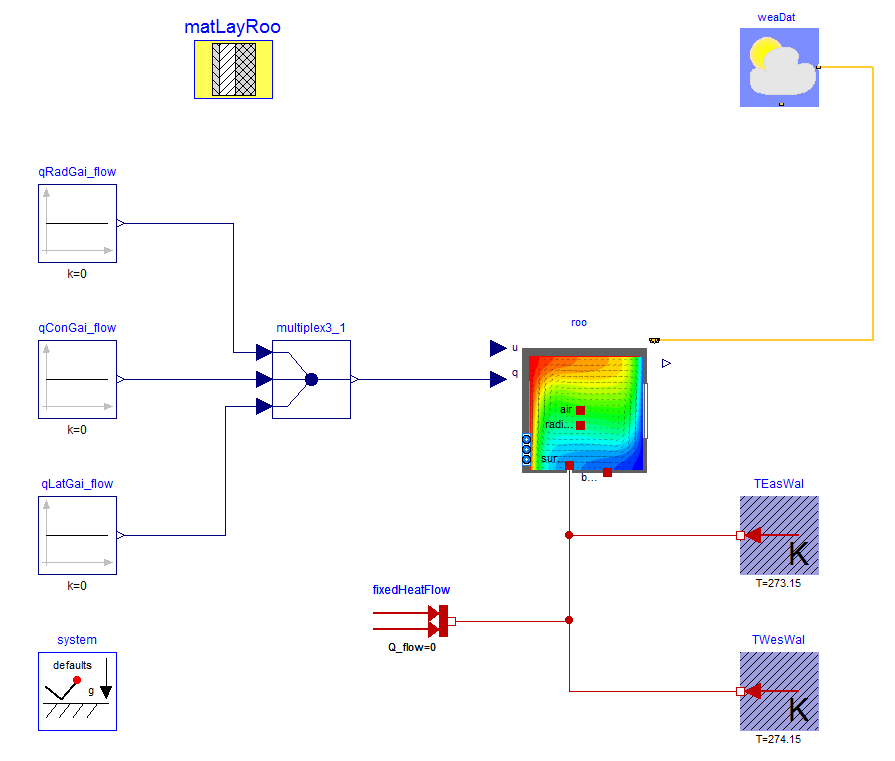 matLayRoo
weaDat
qRadGai_flow
k=0
qConGai_flow
k=0
multiplex3_1
roo
u
q
air
radi...
sur...
b...
qLatGai_flow
k=0
TEasWal
K
T=273.15
fixedHeatFlow
Q_flow=0
system
defaults
g
TWesWal
K
T=274.15